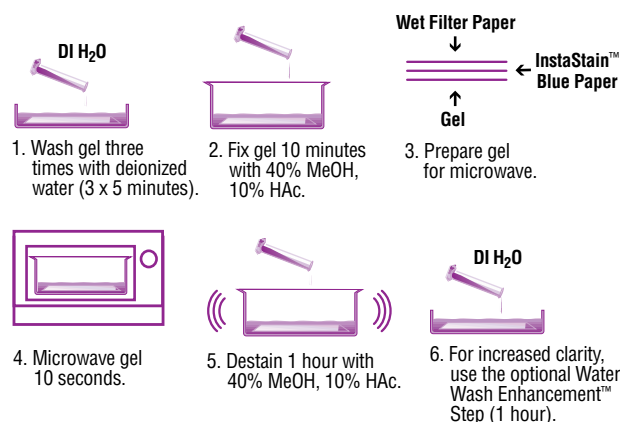 DI H₂O
1. Wash gel three
times with deionized
water (3 x 5 minutes).
2. Fix gel 10 minutes
with 40% MeOH,
10% HAc.
Wet Filter Paper
InstaStain™
Blue Paper
Gel
3. Prepare gel
for microwave.
4. Microwave gel
10 seconds.
5. Destain 1 hour with
40% MeOH, 10% HAc.
DI H₂O
6. For increased clarity,
use the optional Water
Wash Enhancement™
Step (1 hour).